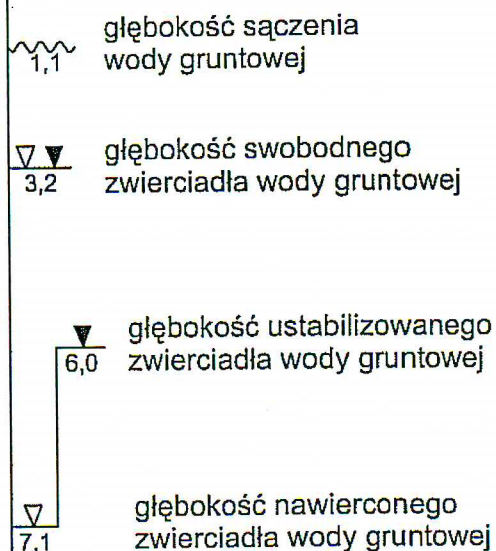 głębokość sączenia
1,1 wody gruntowej
głębokość swobodnego
3,2 zwierciadła wody gruntowej
głębokość ustabilizowanego
6,0 zwierciadła wody gruntowej
głębokość nawierconego
7,1 zwierciadła wody gruntowej